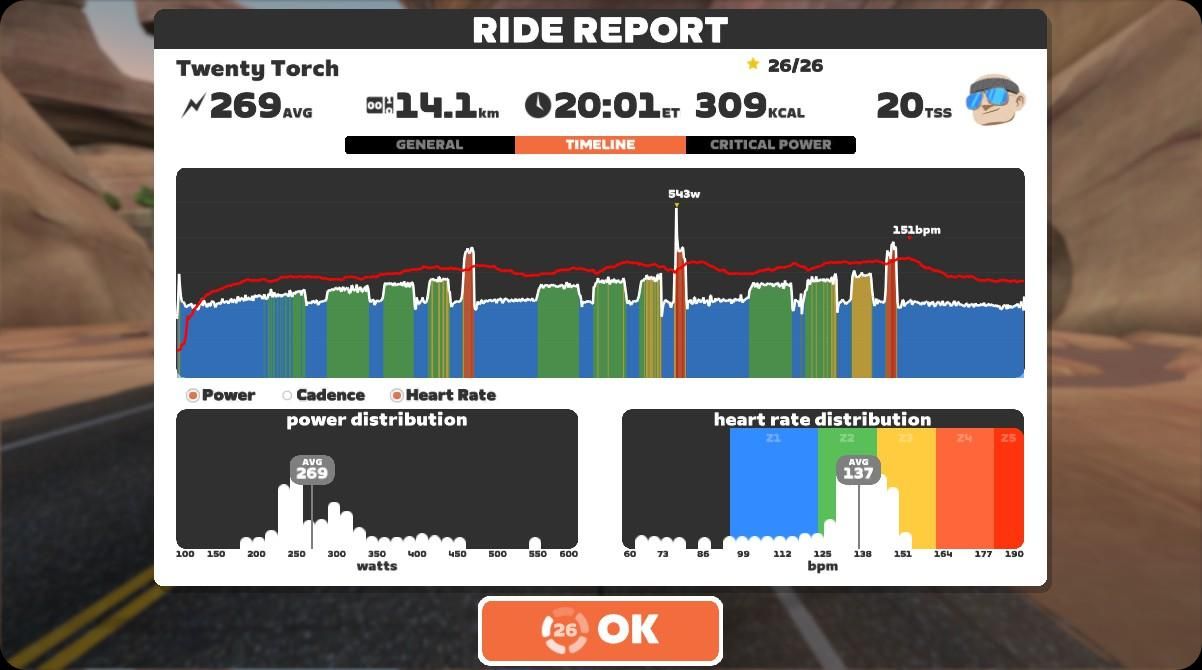 RIDE REPORT
Twenty Torch
26/26
269AVG 14.1km 20:01ET 309KCAL 20TSS
GENERAL TIMELINE CRITICAL POWER
543w
151bpm
Power Cadence Heart Rate
power distribution
AVG
269
100 150 200 250 300 350 400 450 500 550 600
watts
heart rate distribution
Z1 Z2 Z3 Z4 Z5
AVG
137
60 73 86 99 112 125 138 151 164 177 190
bpm
26 OK